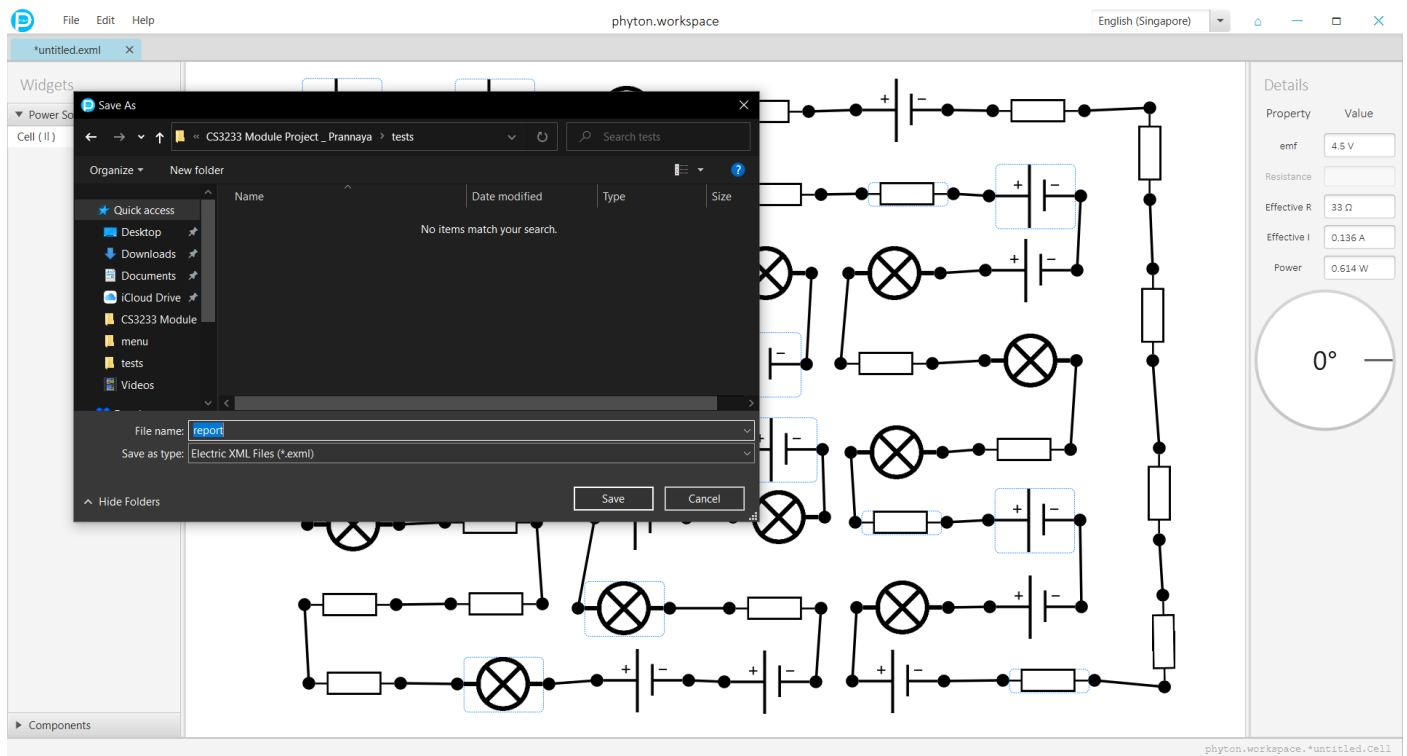 File Edit Help
phyton.workspace
English (Singapore)
*untitled.exml
Widgets
Power So
Cell
Save As
« CS3233 Module Project _ Prannaya > tests
Search tests
Organize
New folder
Name
Date modified
Type
Size
No items match your search.
Quick access
Desktop
Downloads
Documents
iCloud Drive
CS3233 Module
menu
tests
Videos
File name: report
Save as type: Electric XML Files (*.exml)
Hide Folders
Save
Cancel
Components
Details
Property Value
emf 4.5 V
Resistance
Effective R 33 Ω
Effective I 0.136 A
Power 0.614 W
0°
phyton.workspace.*untitled.Cell